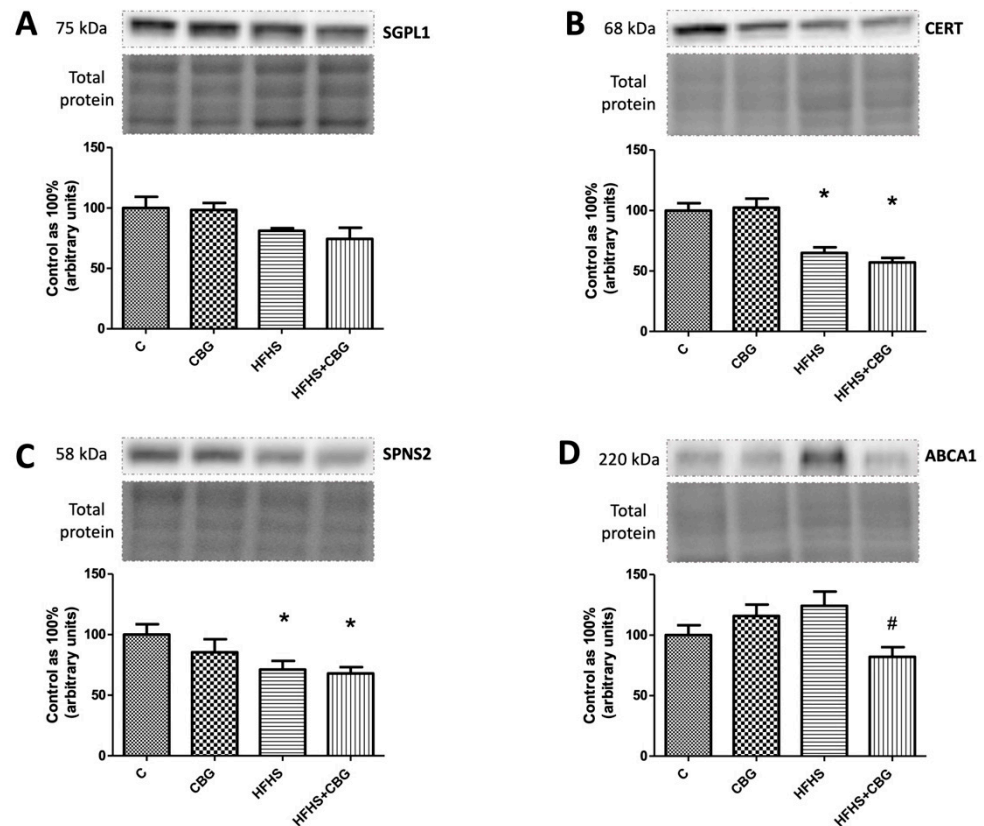 A
75 kDa
SGPL1
Total
protein
Control as 100%
(arbitrary units)
150
100
50
0
C
CBG
HFHS
HFHS+CBG
B
68 kDa
CERT
Total
protein
Control as 100%
(arbitrary units)
150
100
50
0
*
*
C
CBG
HFHS
HFHS+CBG
C
58 kDa
SPNS2
Total
protein
Control as 100%
(arbitrary units)
150
100
50
0
*
*
C
CBG
HFHS
HFHS+CBG
D
220 kDa
ABCA1
Total
protein
Control as 100%
(arbitrary units)
150
100
50
0
#
C
CBG
HFHS
HFHS+CBG